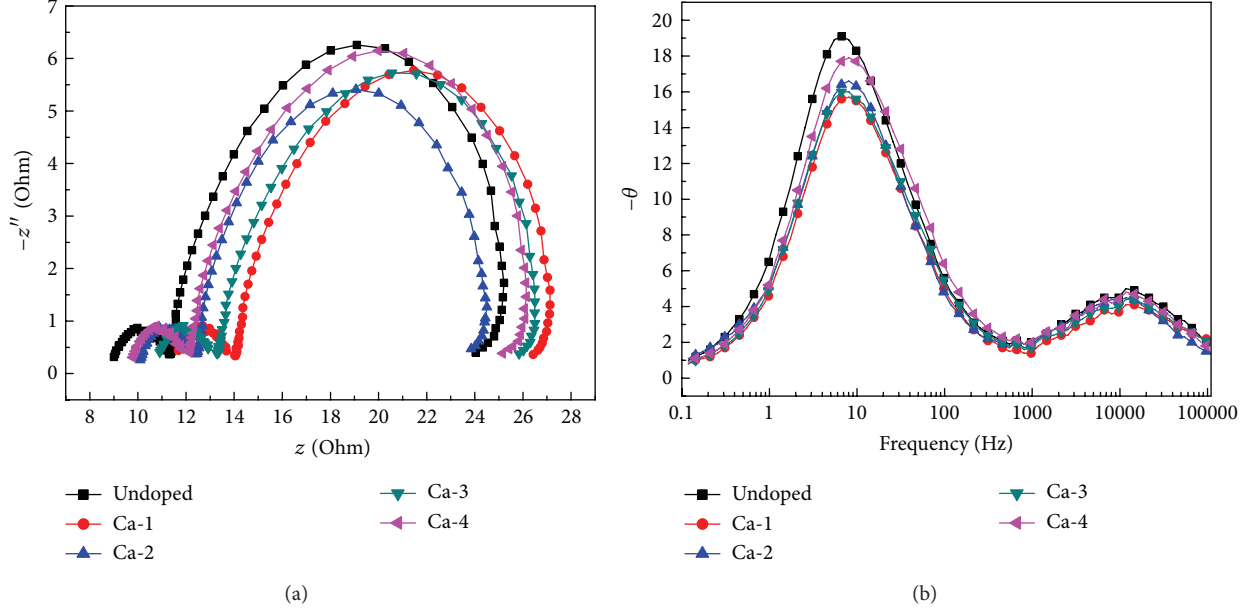 7
6
5
4
3
2
1
0
−z″ (Ohm)
8 10 12 14 16 18 20 22 24 26 28
z (Ohm)
Undoped
Ca-1
Ca-2
Ca-3
Ca-4
(a)
20
18
16
14
12
10
8
6
4
2
0
−θ
0.1 1 10 100 1000 10000 100000
Frequency (Hz)
Undoped
Ca-1
Ca-2
Ca-3
Ca-4
(b)